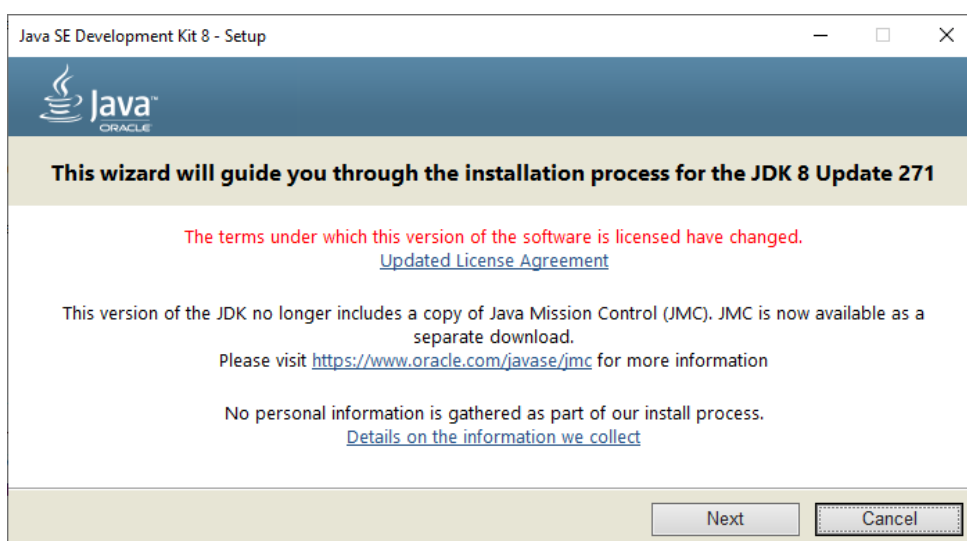 Java SE Development Kit 8 - Setup
Java™
ORACLE
This wizard will guide you through the installation process for the JDK 8 Update 271
The terms under which this version of the software is licensed have changed.
Updated License Agreement
This version of the JDK no longer includes a copy of Java Mission Control (JMC). JMC is now available as a
separate download.
Please visit https://www.oracle.com/javase/jmc for more information
No personal information is gathered as part of our install process.
Details on the information we collect
Next
Cancel